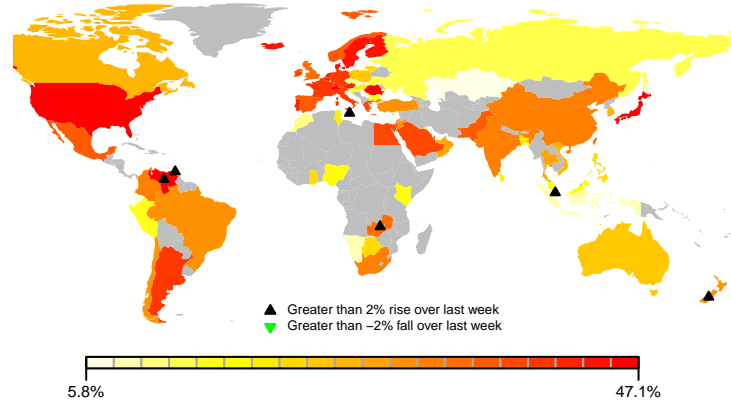 Greater than 2% rise over last week
Greater than −2% fall over last week
5.8%
47.1%